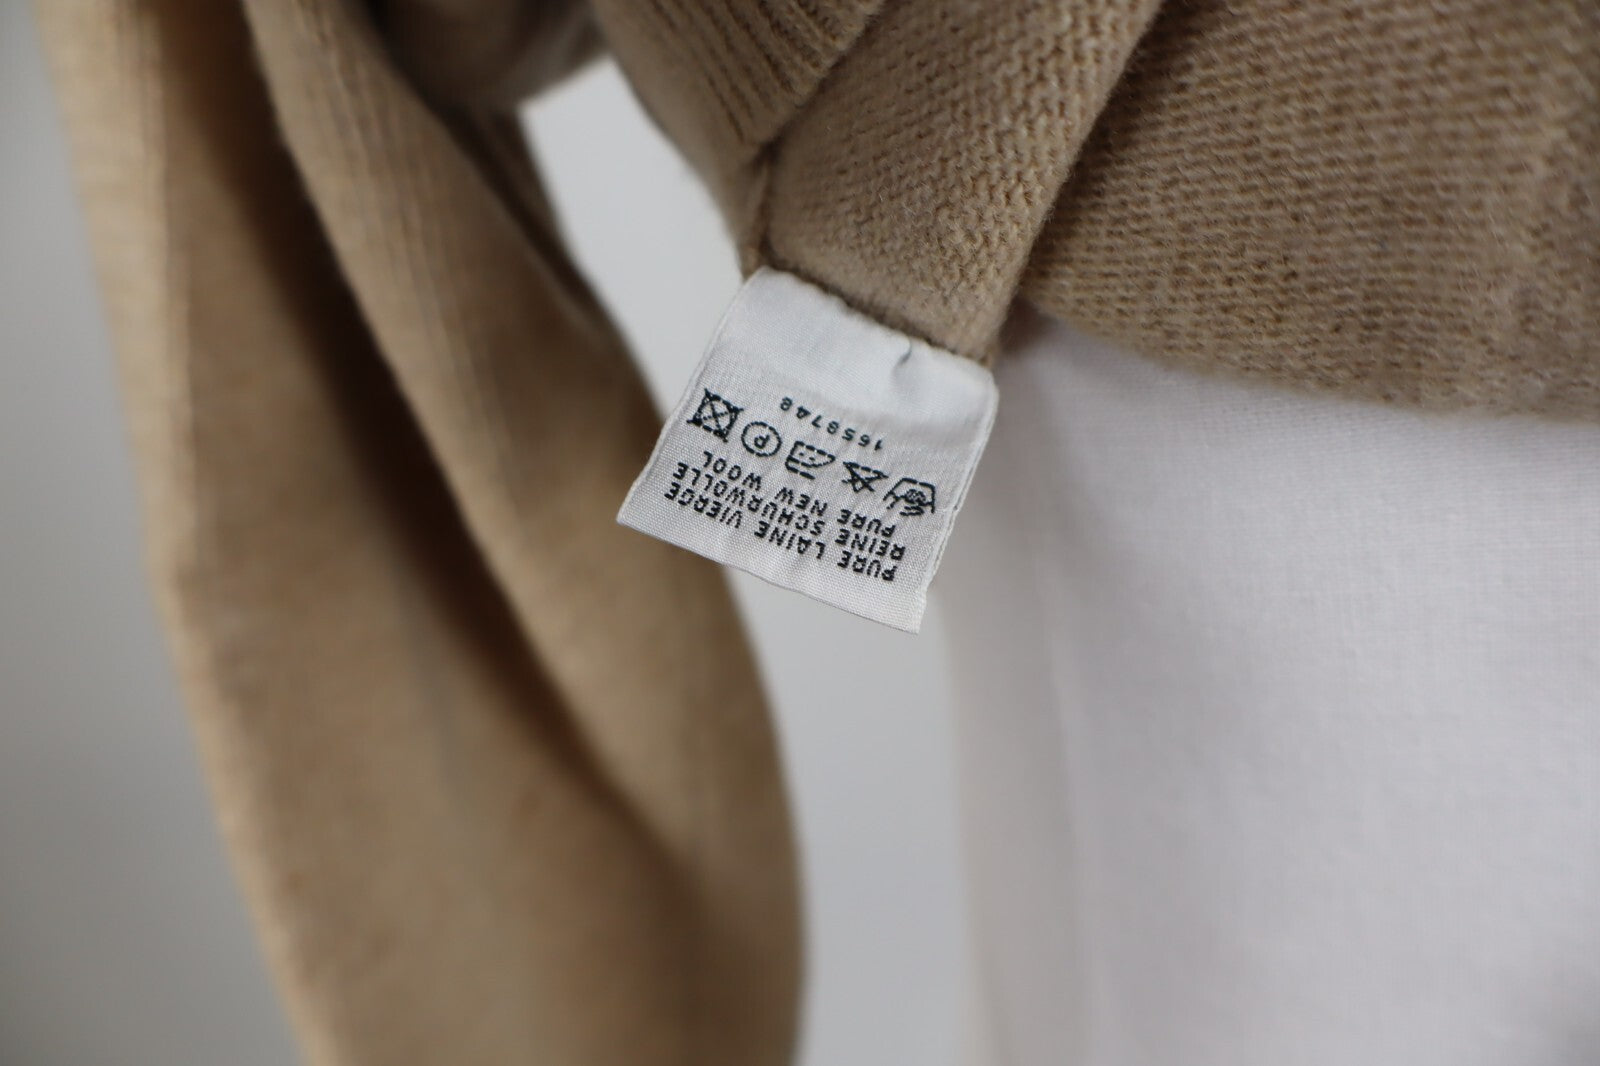 PURE LAINE VIERGE
REINE SCHURWOLLE
PURE NEW WOOL
P
1658748